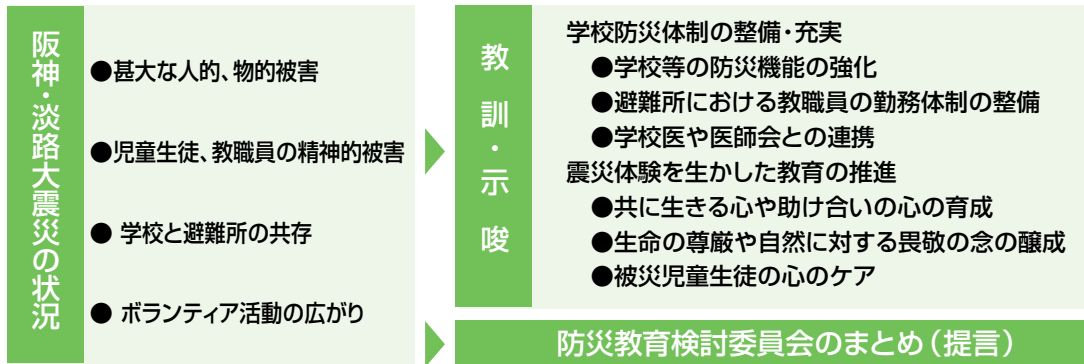 阪神・淡路大震災の状況
●甚大な人的、物的被害
●児童生徒、教職員の精神的被害
● 学校と避難所の共存
● ボランティア活動の広がり
教訓・示唆
学校防災体制の整備・充実
●学校等の防災機能の強化
●避難所における教職員の勤務体制の整備
●学校医や医師会との連携
震災体験を生かした教育の推進
●共に生きる心や助け合いの心の育成
●生命の尊厳や自然に対する畏敬の念の醸成
●被災児童生徒の心のケア
防災教育検討委員会のまとめ（提言）